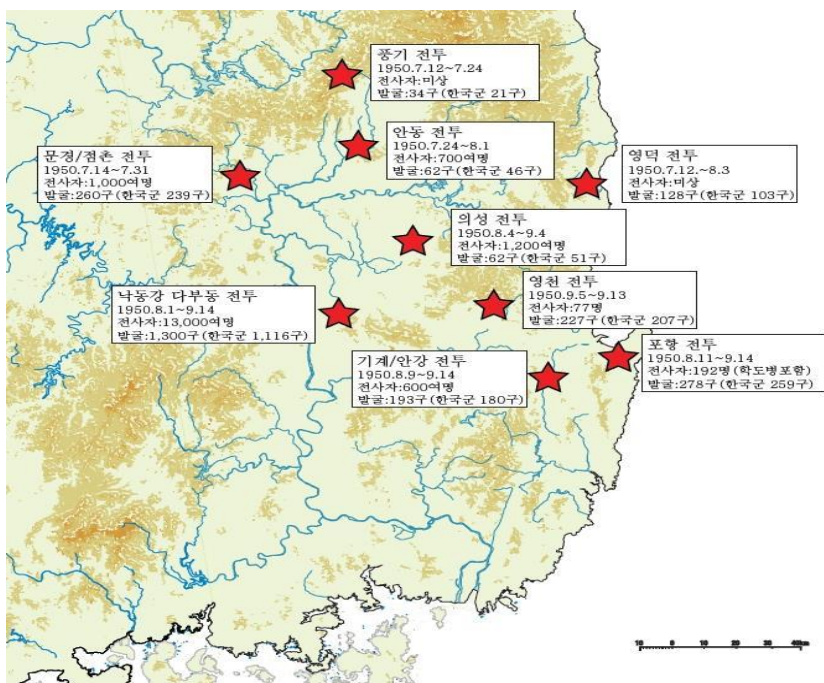 풍기 전투
1950.7.12~7.24
전사자:미상
발굴:34구(한국군 21구)
안동 전투
1950.7.24~8.1
전사자:700여명
발굴:62구(한국군 46구)
문경/점촌 전투
1950.7.14~7.31
전사자:1,000여명
발굴:260구(한국군 239구)
영덕 전투
1950.7.12.~8.3
전사자:미상
발굴:128구(한국군 103구)
의성 전투
1950.8.4~9.4
전사자:1,200여명
발굴:62구(한국군 51구)
낙동강 다부동 전투
1950.8.1~9.14
전사자:13,000여명
발굴:1,300구(한국군 1,116구)
영천 전투
1950.9.5~9.13
전사자:77명
발굴:227구(한국군 207구)
기계/안강 전투
1950.8.9~9.14
전사자:600여명
발굴:193구(한국군 180구)
포항 전투
1950.8.11~9.14
전사자:192명(학도병포함)
발굴:278구(한국군 259구)
10 0 10 20 30 40km